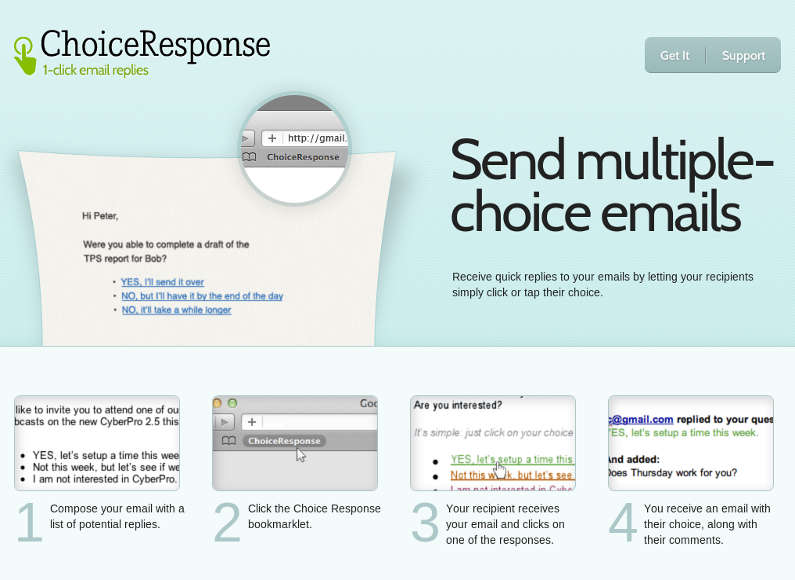 ChoiceResponse
1-click email replies
Get It
Support
http://gmail.
ChoiceResponse
Send multiple-
choice emails
Hi Peter,
Were you able to complete a draft of the
TPS report for Bob?
• YES, I'll send it over
• NO, but I'll have it by the end of the day
• NO, it'll take a while longer
Receive quick replies to your emails by letting your recipients
simply click or tap their choice.
like to invite you to attend one of ou
bcasts on the new CyberPro 2.5 this
• YES, let's setup a time this wee
• Not this week, but let's see if we
• I am not interested in CyberPro.
1
Compose your email with a
list of potential replies.
Goo
ChoiceResponse
2
Click the Choice Response
bookmarklet.
Are you interested?
It's simple. just click on your choice
• YES, let's setup a time this
• Not this week, but let's see
I am not interested in Cyber
3
Your recipient receives
your email and clicks on
one of the responses.
c@gmail.com replied to your ques
YES, let's setup a time this week.
And added:
Does Thursday work for you?
4
You receive an email with
their choice, along with
their comments.